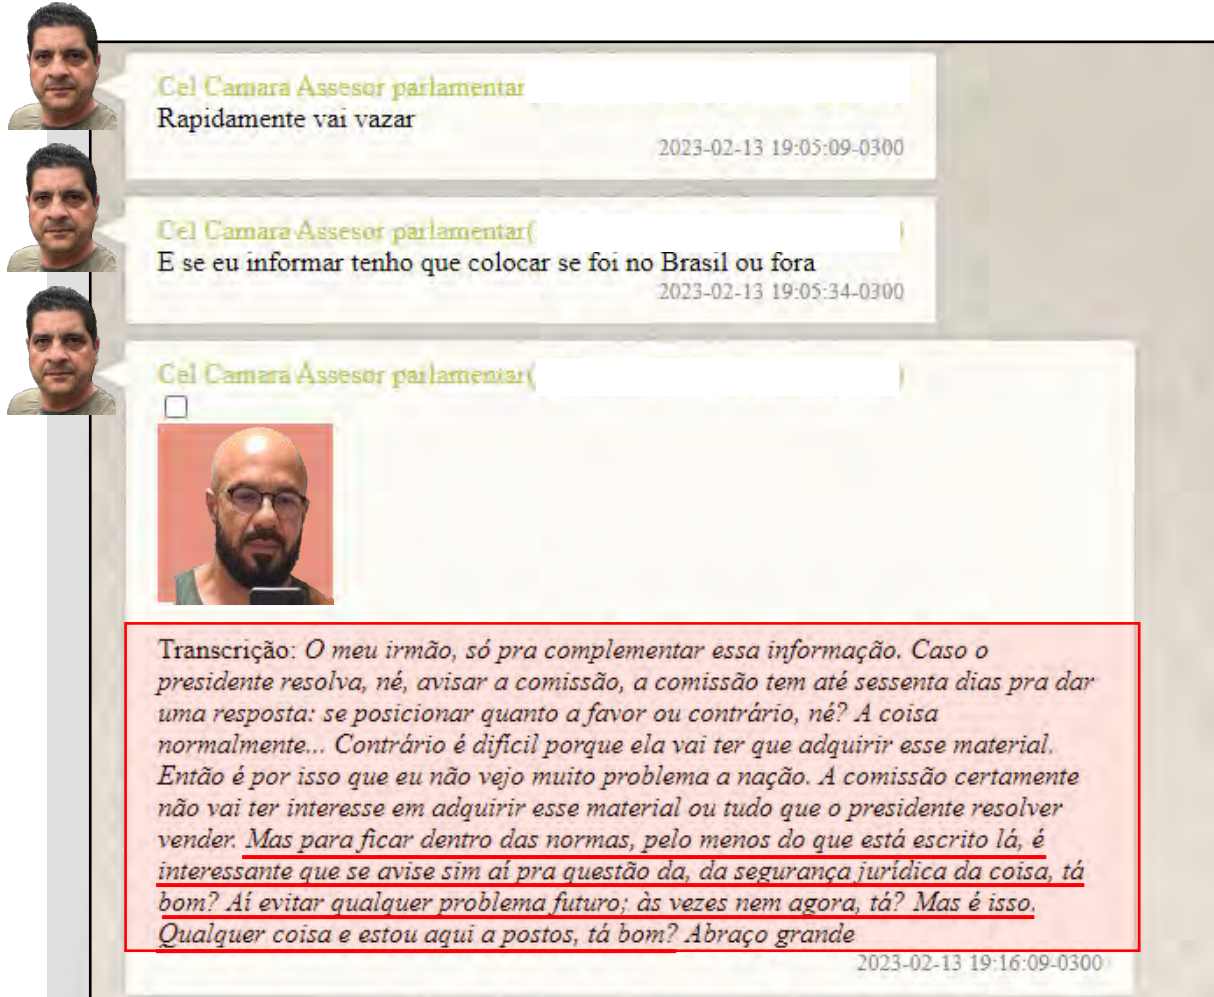 Cel Camara Assesor parlamentar
Rapidamente vai vazar
2023-02-13 19:05:09-0300
Cel Camara Assesor parlamentar(
)
E se eu informar tenho que colocar se foi no Brasil ou fora
2023-02-13 19:05:34-0300
Cel Camara Assesor parlamentar(
)
Transcrição: O meu irmão, só pra complementar essa informação. Caso o
presidente resolva, né, avisar a comissão, a comissão tem até sessenta dias pra dar
uma resposta: se posicionar quanto a favor ou contrário, né? A coisa
normalmente... Contrário é difícil porque ela vai ter que adquirir esse material.
Então é por isso que eu não vejo muito problema a nação. A comissão certamente
não vai ter interesse em adquirir esse material ou tudo que o presidente resolver
vender. Mas para ficar dentro das normas, pelo menos do que está escrito lá, é
interessante que se avise sim aí pra questão da, da segurança jurídica da coisa, tá
bom? Aí evitar qualquer problema futuro; às vezes nem agora, tá? Mas é isso.
Qualquer coisa e estou aqui a postos, tá bom? Abraço grande
2023-02-13 19:16:09-0300